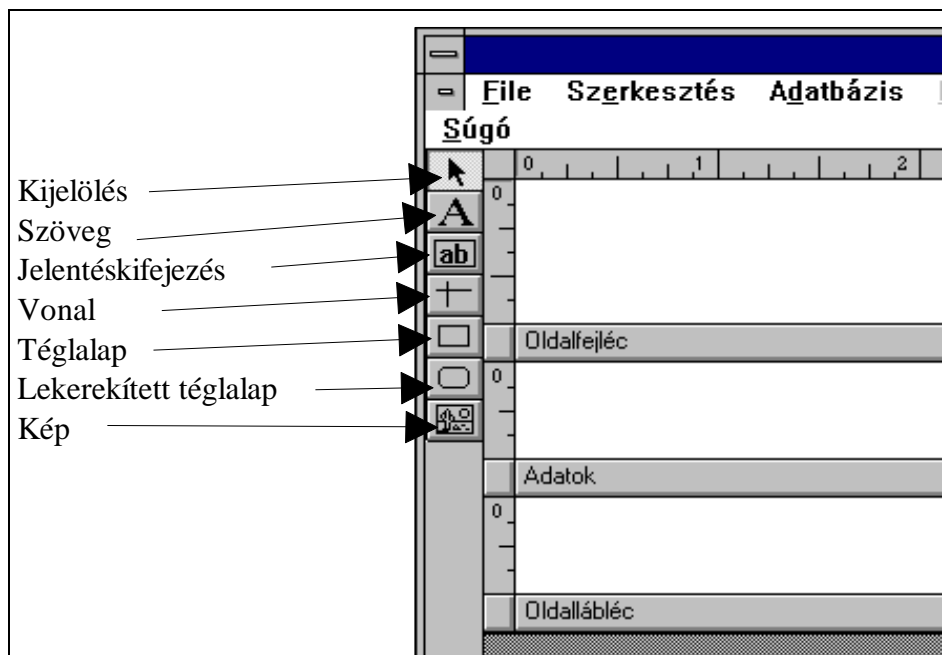 File Szerkesztés Adatbázis
Súgó
0 1 2
Kijelölés
Szöveg
Jelentéskifejezés
Vonal
Téglalap
Lekerekített téglalap
Kép
A
ab
0
Oldalfejléc
0
Adatok
0
Oldallábléc